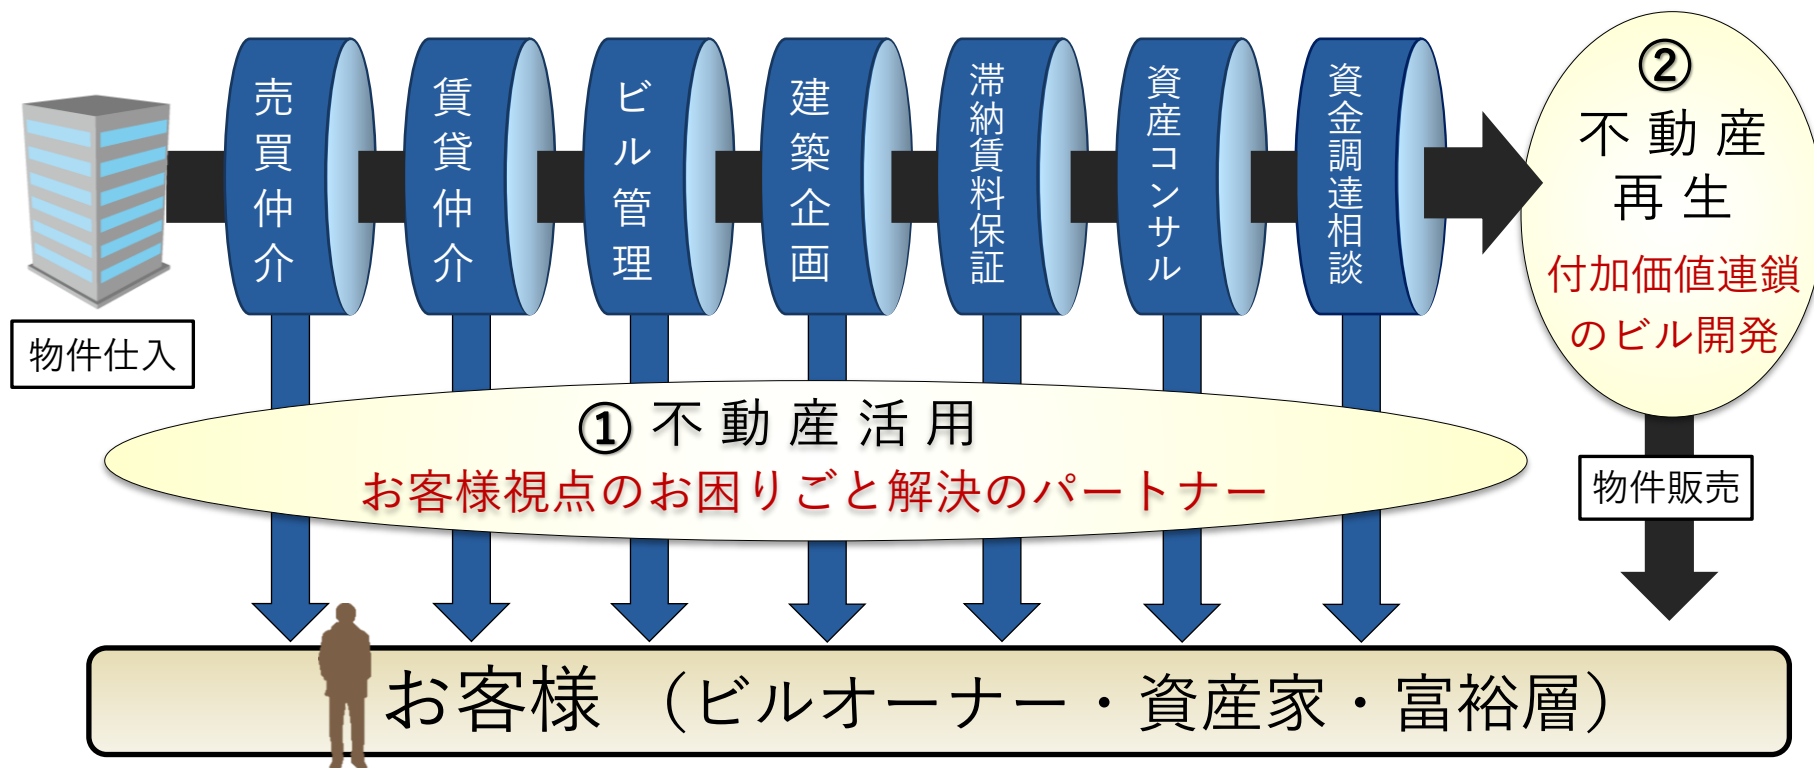 売買仲介
賃貸仲介
ビル管理
建築企画
滞納賃料保証
資産コンサル
資金調達相談
②
不動産
再生
付加価値連鎖
のビル開発
物件仕入
①不動産活用
お客様視点のお困りごと解決のパートナー
物件販売
お客様（ビルオーナー・資産家・富裕層）